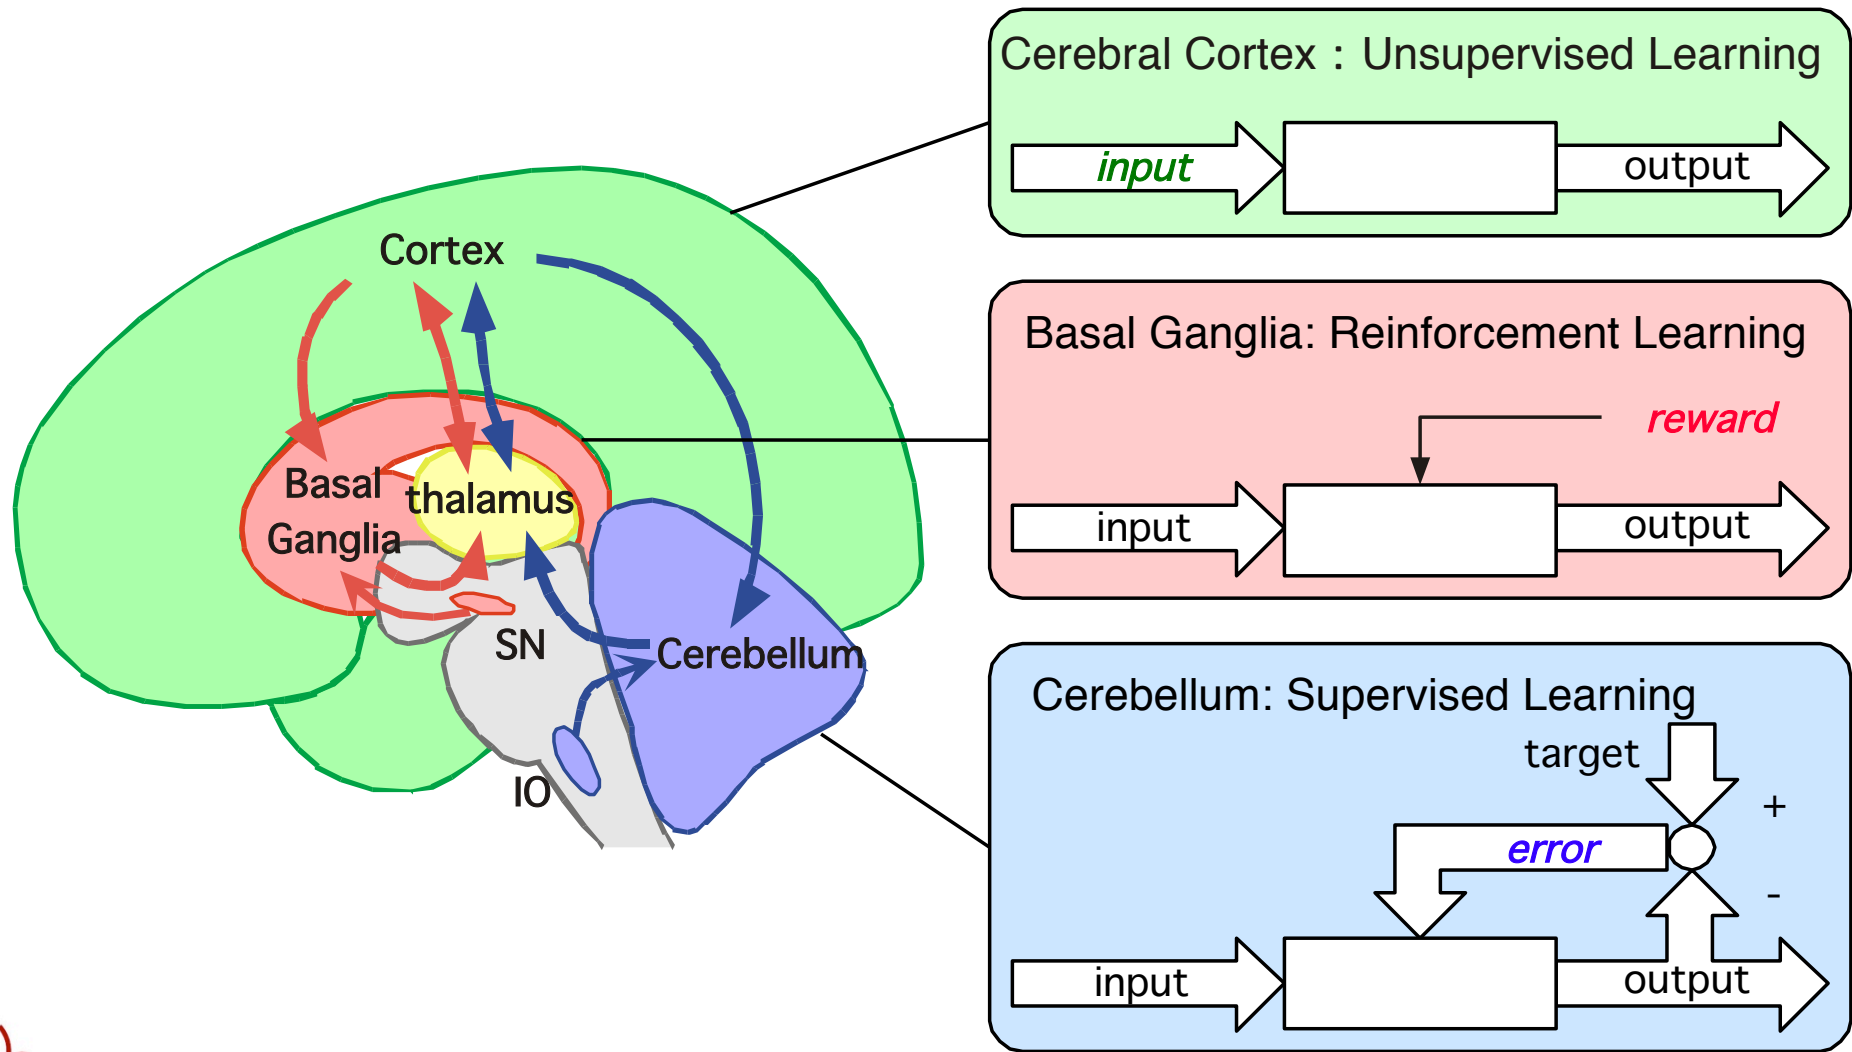 Cerebral Cortex : Unsupervised Learning
input
output
Cortex
Basal Ganglia: Reinforcement Learning
reward
input
output
Basal
Ganglia
thalamus
SN
Cerebellum
IO
Cerebellum: Supervised Learning
target
+
error
-
input
output